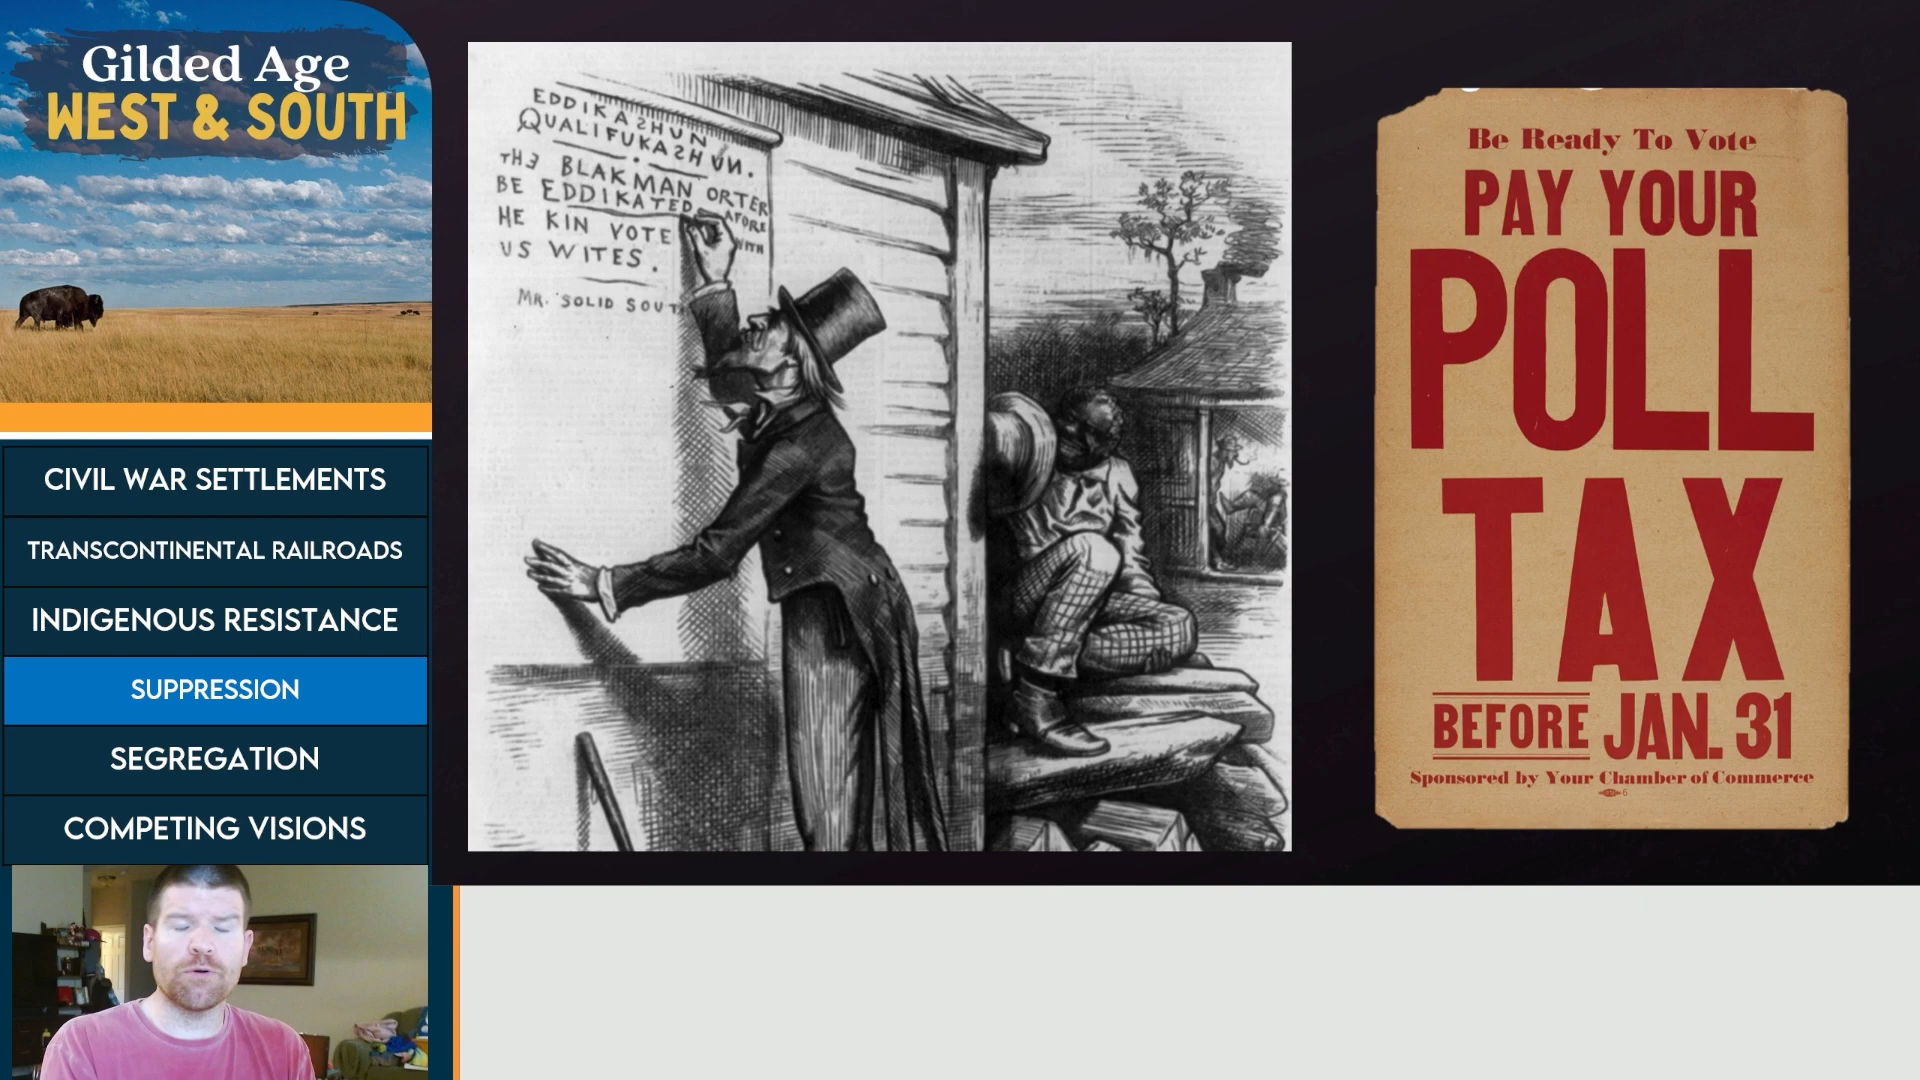 Gilded Age
WEST & SOUTH
CIVIL WAR SETTLEMENTS
TRANSCONTINENTAL RAILROADS
INDIGENOUS RESISTANCE
SUPPRESSION
SEGREGATION
COMPETING VISIONS
EDDIKASHUN
QUALIFUKASHUN.
THE BLAKMAN ORTER
BE EDDIKATED AFORE
HE KIN VOTE WITH
US WITES.
MR. SOLID SOUT
Be Ready To Vote
PAY YOUR
POLL
TAX
BEFORE JAN. 31
Sponsored by Your Chamber of Commerce